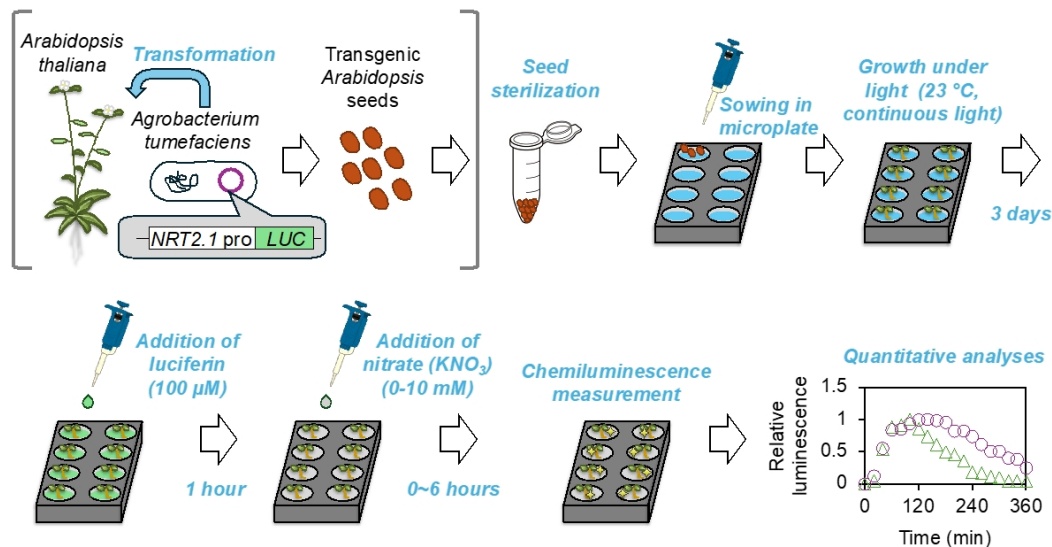 Arabidopsis
thaliana
Transformation
Agrobacterium
tumefaciens
NRT2.1 pro LUC
Transgenic
Arabidopsis
seeds
Seed
sterilization
Sowing in
microplate
Growth under
light (23 °C,
continuous light)
3 days
Addition of
luciferin
(100 µM)
1 hour
Addition of
nitrate (KNO₃)
(0-10 mM)
0~6 hours
Chemiluminescence
measurement
Quantitative analyses
Relative
luminescence
1.5
1
0.5
0
0 120 240 360
Time (min)